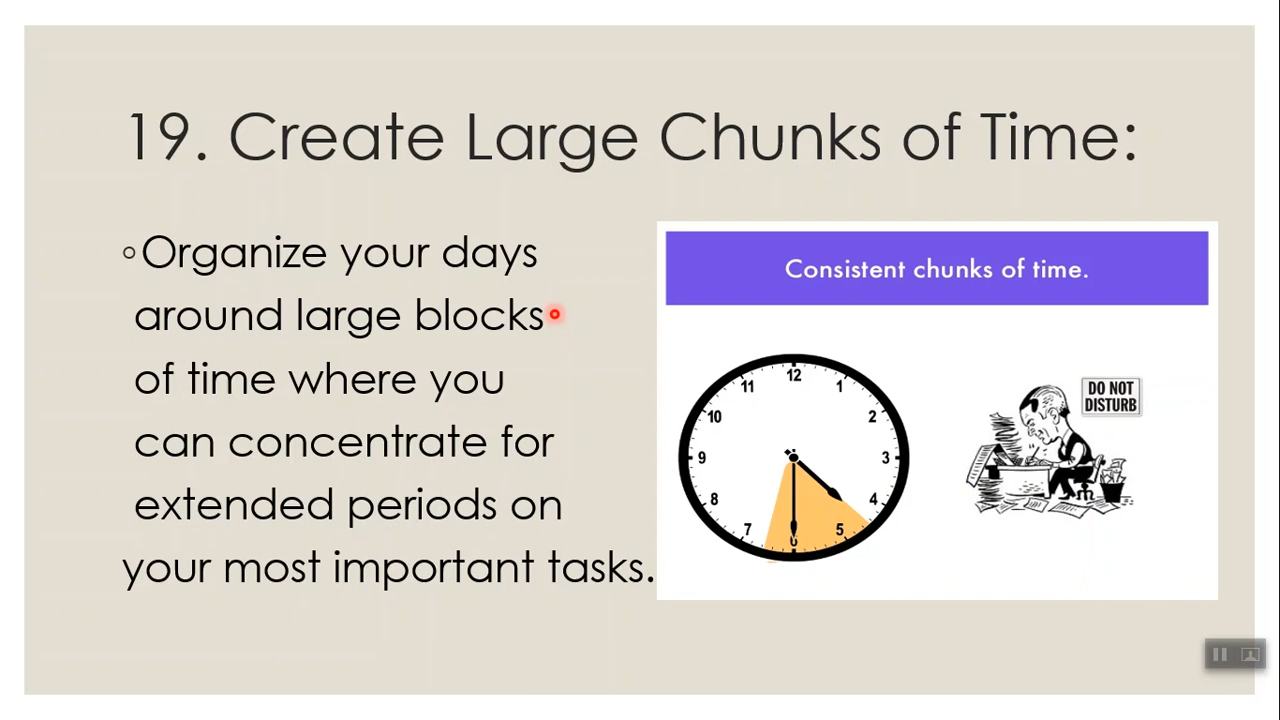 19. Create Large Chunks of Time:
◦Organize your days
around large blocks
of time where you
can concentrate for
extended periods on
your most important tasks.
Consistent chunks of time.
12
11
1
10
2
9
3
8
4
7
5
6
DO NOT
DISTURB